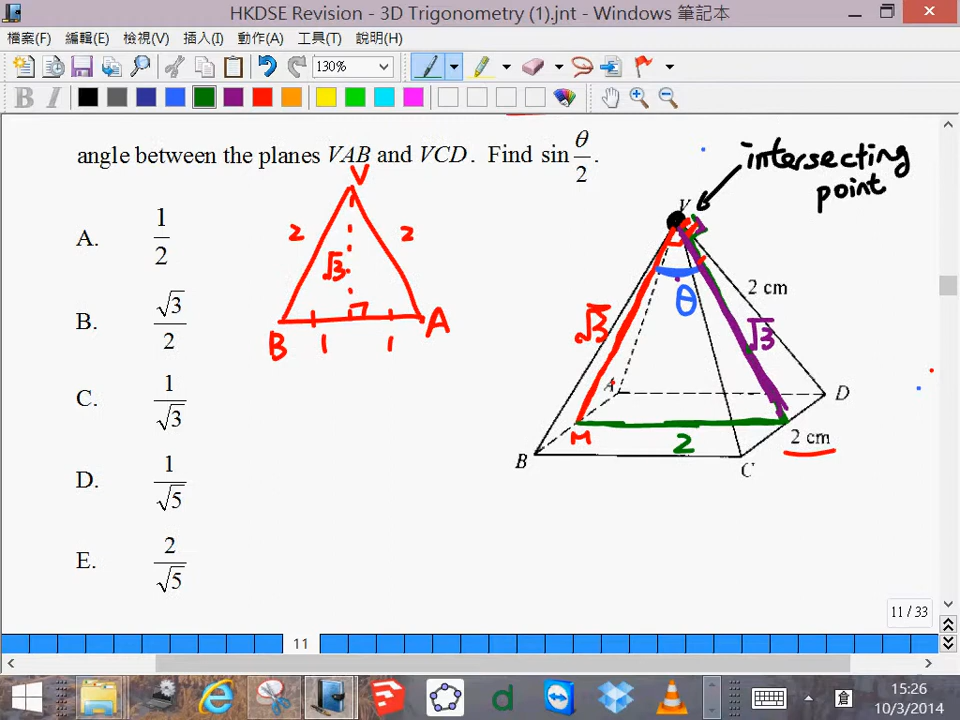 HKDSE Revision - 3D Trigonometry (1).jnt - Windows 筆記本
檔案(F) 編輯(E) 檢視(V) 插入(I) 動作(A) 工具(T) 說明(H)
130%
B I
angle between the planes VAB and VCD. Find sin θ/2.
intersecting
point
V
V
2
2
√3
B
1
1
A
A. 1/2
B. √3/2
C. 1/√3
D. 1/√5
E. 2/√5
2 cm
θ
√3
√3
A
D
M
2
2 cm
B
C
11 / 33
11
倉
15:26
10/3/2014